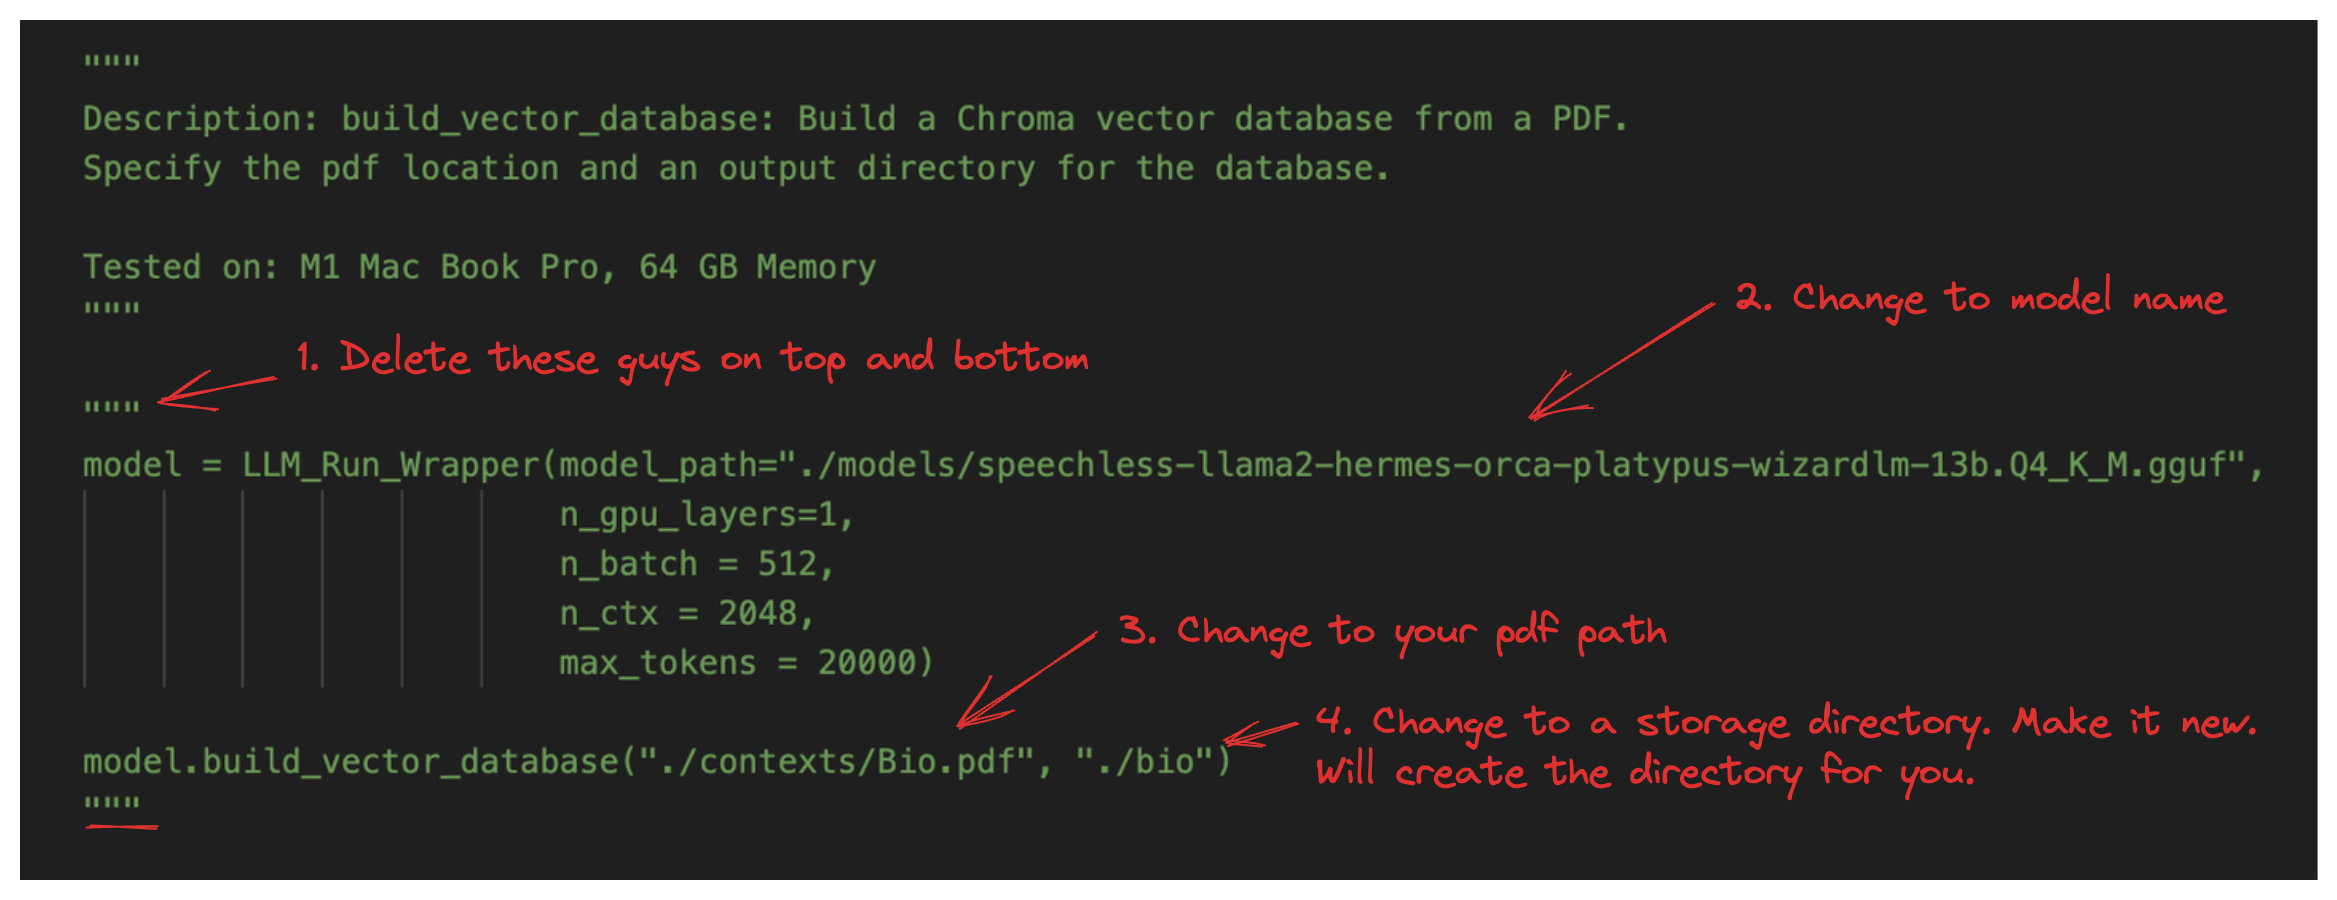 """
Description: build_vector_database: Build a Chroma vector database from a PDF.
Specify the pdf location and an output directory for the database.
Tested on: M1 Mac Book Pro, 64 GB Memory
"""
2. Change to model name
1. Delete these guys on top and bottom
"""
model = LLM_Run_Wrapper(model_path="./models/speechless-llama2-hermes-orca-platypus-wizardlm-13b.Q4_K_M.gguf",
n_gpu_layers=1,
n_batch = 512,
n_ctx = 2048,
3. Change to your pdf path
max_tokens = 20000)
4. Change to a storage directory. Make it new.
Will create the directory for you.
model.build_vector_database("./contexts/Bio.pdf", "./bio")
"""